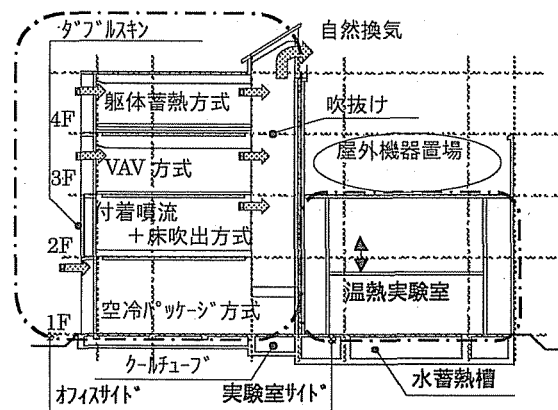 ﾀﾞﾌﾞﾙｽｷﾝ
自然換気
4F
躯体蓄熱方式
吹抜け
屋外機器置場
3F
VAV 方式
付着噴流
+床吹出方式
2F
温熱実験室
1F
空冷ﾊﾟｯｹｰｼﾞ方式
ｸｰﾙﾁｭｰﾌﾞ
ｵﾌｨｽｻｲﾄﾞ
実験室ｻｲﾄﾞ
水蓄熱槽